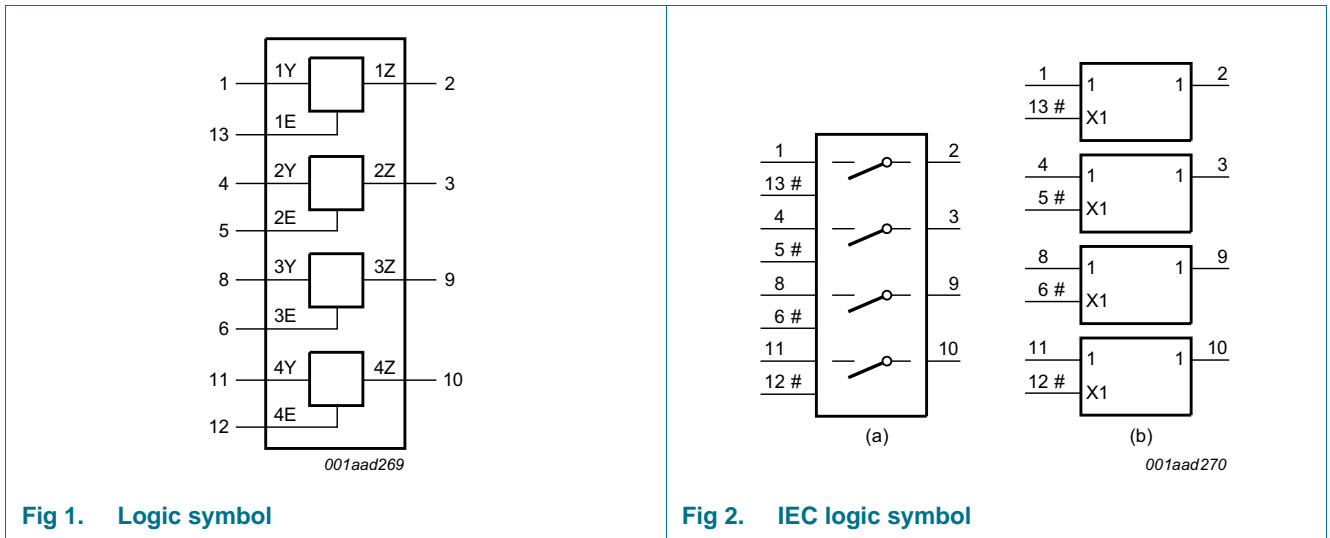 1 1Y 1Z 2
13 1E
4 2Y 2Z 3
5 2E
8 3Y 3Z 9
6 3E
11 4Y 4Z 10
12 4E
001aad269
Fig 1. Logic symbol
1 2
13 #
4 3
5 #
8 9
6 #
11 10
12 #
(a)
1 1 1 2
13 # X1
4 1 1 3
5 # X1
8 1 1 9
6 # X1
11 1 1 10
12 # X1
(b)
001aad270
Fig 2. IEC logic symbol